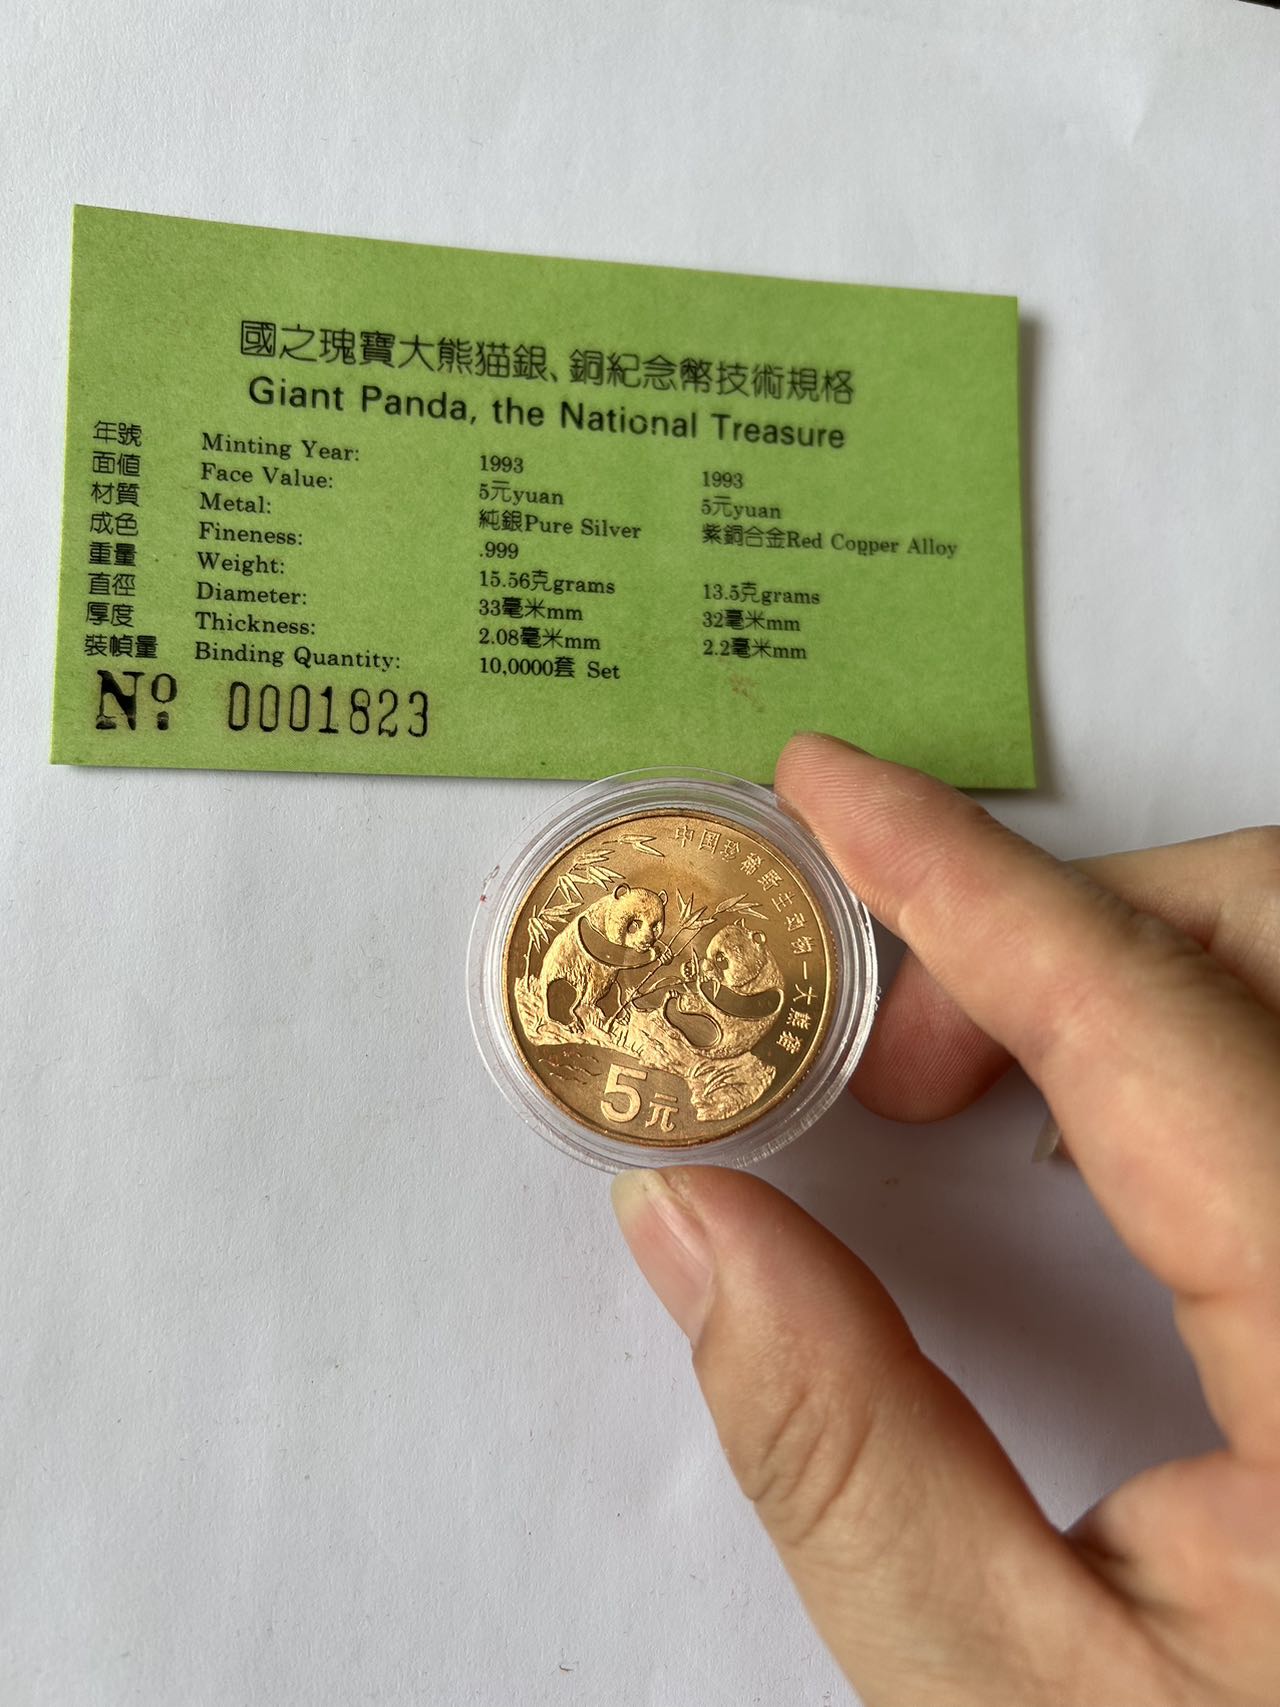 國之瑰寶大熊猫銀、銅紀念幣技術規格
Giant Panda, the National Treasure
年號 Minting Year: 1993 1993
面值 Face Value: 5元yuan 5元yuan
材質 Metal: 純銀Pure Silver 紫銅合金Red Copper Alloy
成色 Fineness: .999
重量 Weight: 15.56克grams 13.5克grams
直徑 Diameter: 33毫米mm 32毫米mm
厚度 Thickness: 2.08毫米mm 2.2毫米mm
裝幀量 Binding Quantity: 10,0000套 Set
No 0001823
中国珍稀野生动物—大熊猫
5元